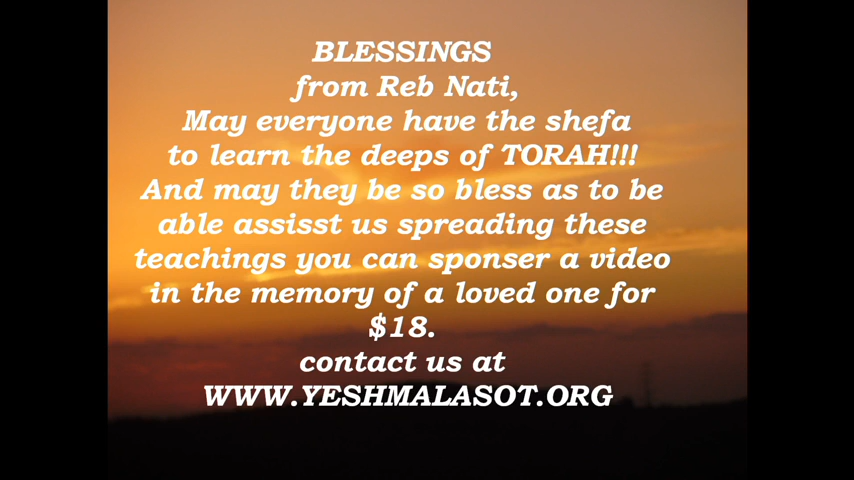 BLESSINGS
from Reb Nati,
May everyone have the shefa
to learn the deeps of TORAH!!!
And may they be so bless as to be
able assisst us spreading these
teachings you can sponser a video
in the memory of a loved one for
$18.
contact us at
WWW.YESHMALASOT.ORG